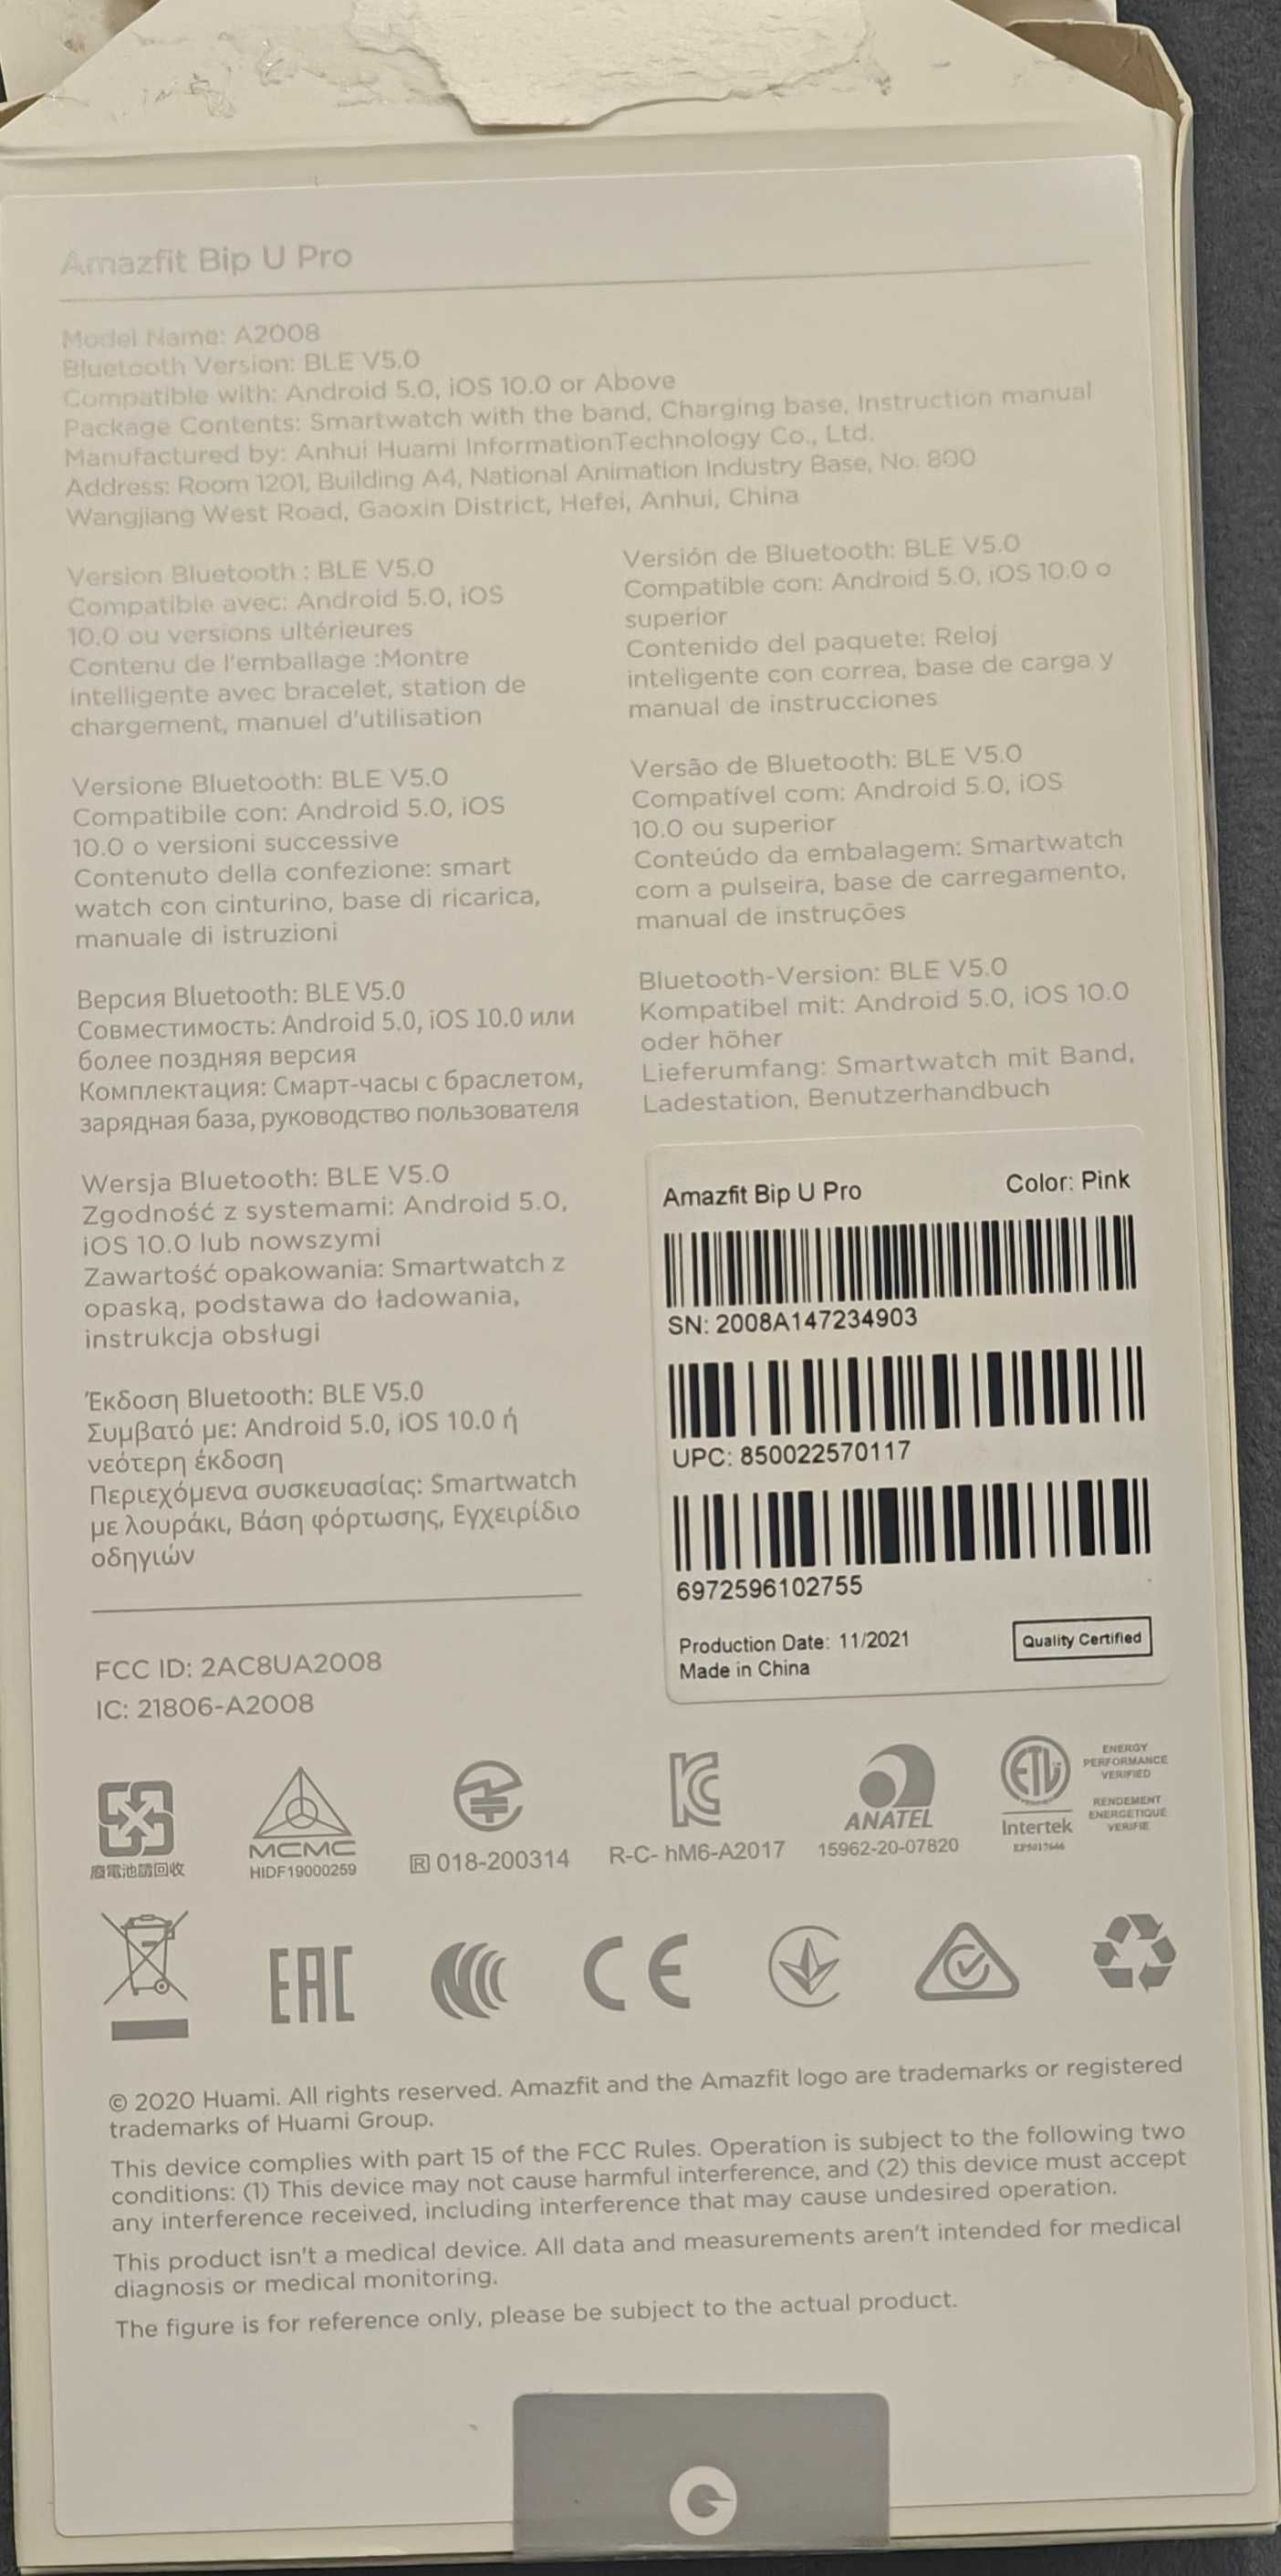 Amazfit Bip U Pro
Model Name: A2008
Bluetooth Version: BLE V5.0
Compatible with: Android 5.0, iOS 10.0 or Above
Package Contents: Smartwatch with the band, Charging base, Instruction manual
Manufactured by: Anhui Huami InformationTechnology Co., Ltd.
Address: Room 1201, Building A4, National Animation Industry Base, No. 800
Wangjiang West Road, Gaoxin District, Hefei, Anhui, China
Version Bluetooth : BLE V5.0
Compatible avec: Android 5.0, iOS
10.0 ou versions ultérieures
Contenu de l'emballage :Montre
intelligente avec bracelet, station de
chargement, manuel d'utilisation
Versión de Bluetooth: BLE V5.0
Compatible con: Android 5.0, iOS 10.0 o
superior
Contenido del paquete: Reloj
inteligente con correa, base de carga y
manual de instrucciones
Versione Bluetooth: BLE V5.0
Compatibile con: Android 5.0, iOS
10.0 o versioni successive
Contenuto della confezione: smart
watch con cinturino, base di ricarica,
manuale di istruzioni
Versão de Bluetooth: BLE V5.0
Compatível com: Android 5.0, iOS
10.0 ou superior
Conteúdo da embalagem: Smartwatch
com a pulseira, base de carregamento,
manual de instruções
Версия Bluetooth: BLE V5.0
Совместимость: Android 5.0, iOS 10.0 или
более поздняя версия
Комплектация: Смарт-часы с браслетом,
зарядная база, руководство пользователя
Bluetooth-Version: BLE V5.0
Kompatibel mit: Android 5.0, iOS 10.0
oder höher
Lieferumfang: Smartwatch mit Band,
Ladestation, Benutzerhandbuch
Wersja Bluetooth: BLE V5.0
Zgodność z systemami: Android 5.0,
iOS 10.0 lub nowszymi
Zawartość opakowania: Smartwatch z
opaską, podstawa do ładowania,
instrukcja obsługi
Έκδοση Bluetooth: BLE V5.0
Συμβατό με: Android 5.0, iOS 10.0 ή
νεότερη έκδοση
Περιεχόμενα συσκευασίας: Smartwatch
με λουράκι, Βάση φόρτωσης, Εγχειρίδιο
οδηγιών
Amazfit Bip U Pro Color: Pink
SN: 2008A147234903
UPC: 850022570117
6972596102755
Production Date: 11/2021
Made in China
Quality Certified
FCC ID: 2AC8UA2008
IC: 21806-A2008
廢電池請回收
MCMC
HIDF19000259
R 018-200314
R-C- hM6-A2017
ANATEL
15962-20-07820
ETL
Intertek
EP5017646
ENERGY
PERFORMANCE
VERIFIED
RENDEMENT
ENERGETIQUE
VERIFIE
EAC
CE
© 2020 Huami. All rights reserved. Amazfit and the Amazfit logo are trademarks or registered
trademarks of Huami Group.
This device complies with part 15 of the FCC Rules. Operation is subject to the following two
conditions: (1) This device may not cause harmful interference, and (2) this device must accept
any interference received, including interference that may cause undesired operation.
This product isn't a medical device. All data and measurements aren't intended for medical
diagnosis or medical monitoring.
The figure is for reference only, please be subject to the actual product.